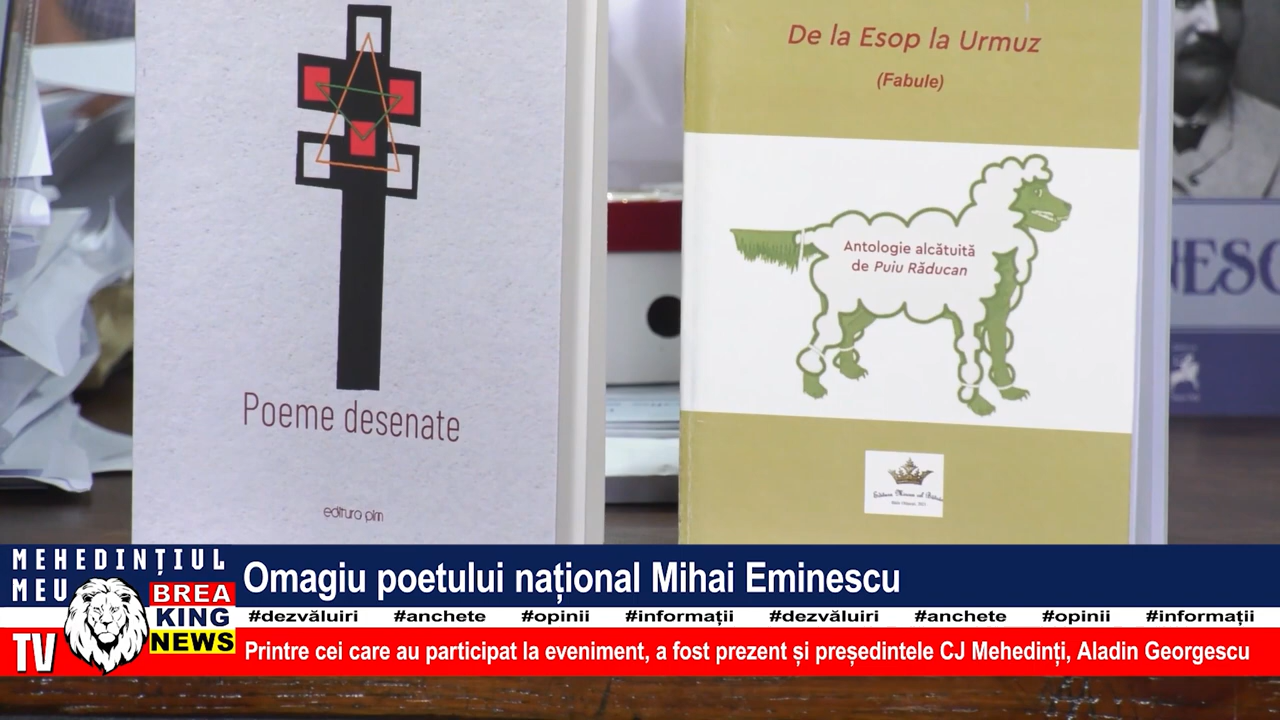 Poeme desenate
editura pim
De la Esop la Urmuz
(Fabule)
Antologie alcătuită
de Puiu Răducan
NESC
MEHEDINȚIUL
MEU
TV
BREA
KING
NEWS
Omagiu poetului național Mihai Eminescu
#dezvăluiri #anchete #opinii #informații #dezvăluiri #anchete #opinii #informații
Printre cei care au participat la eveniment, a fost prezent și președintele CJ Mehedinți, Aladin Georgescu